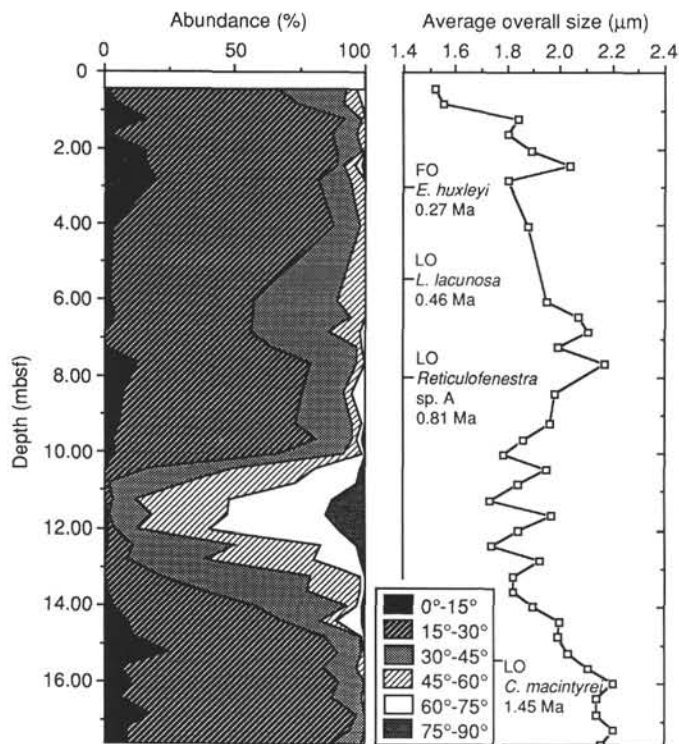 Abundance (%)
0 50 100
Average overall size (µm)
1.4 1.6 1.8 2.0 2.2 2.4
0
2.00
4.00
6.00
8.00
10.00
12.00
14.00
16.00
Depth (mbsf)
FO
E. huxleyi
0.27 Ma
LO
L. lacunosa
0.46 Ma
LO
Reticulofenestra
sp. A
0.81 Ma
LO
C. macintyrei
1.45 Ma
0°-15°
15°-30°
30°-45°
45°-60°
60°-75°
75°-90°